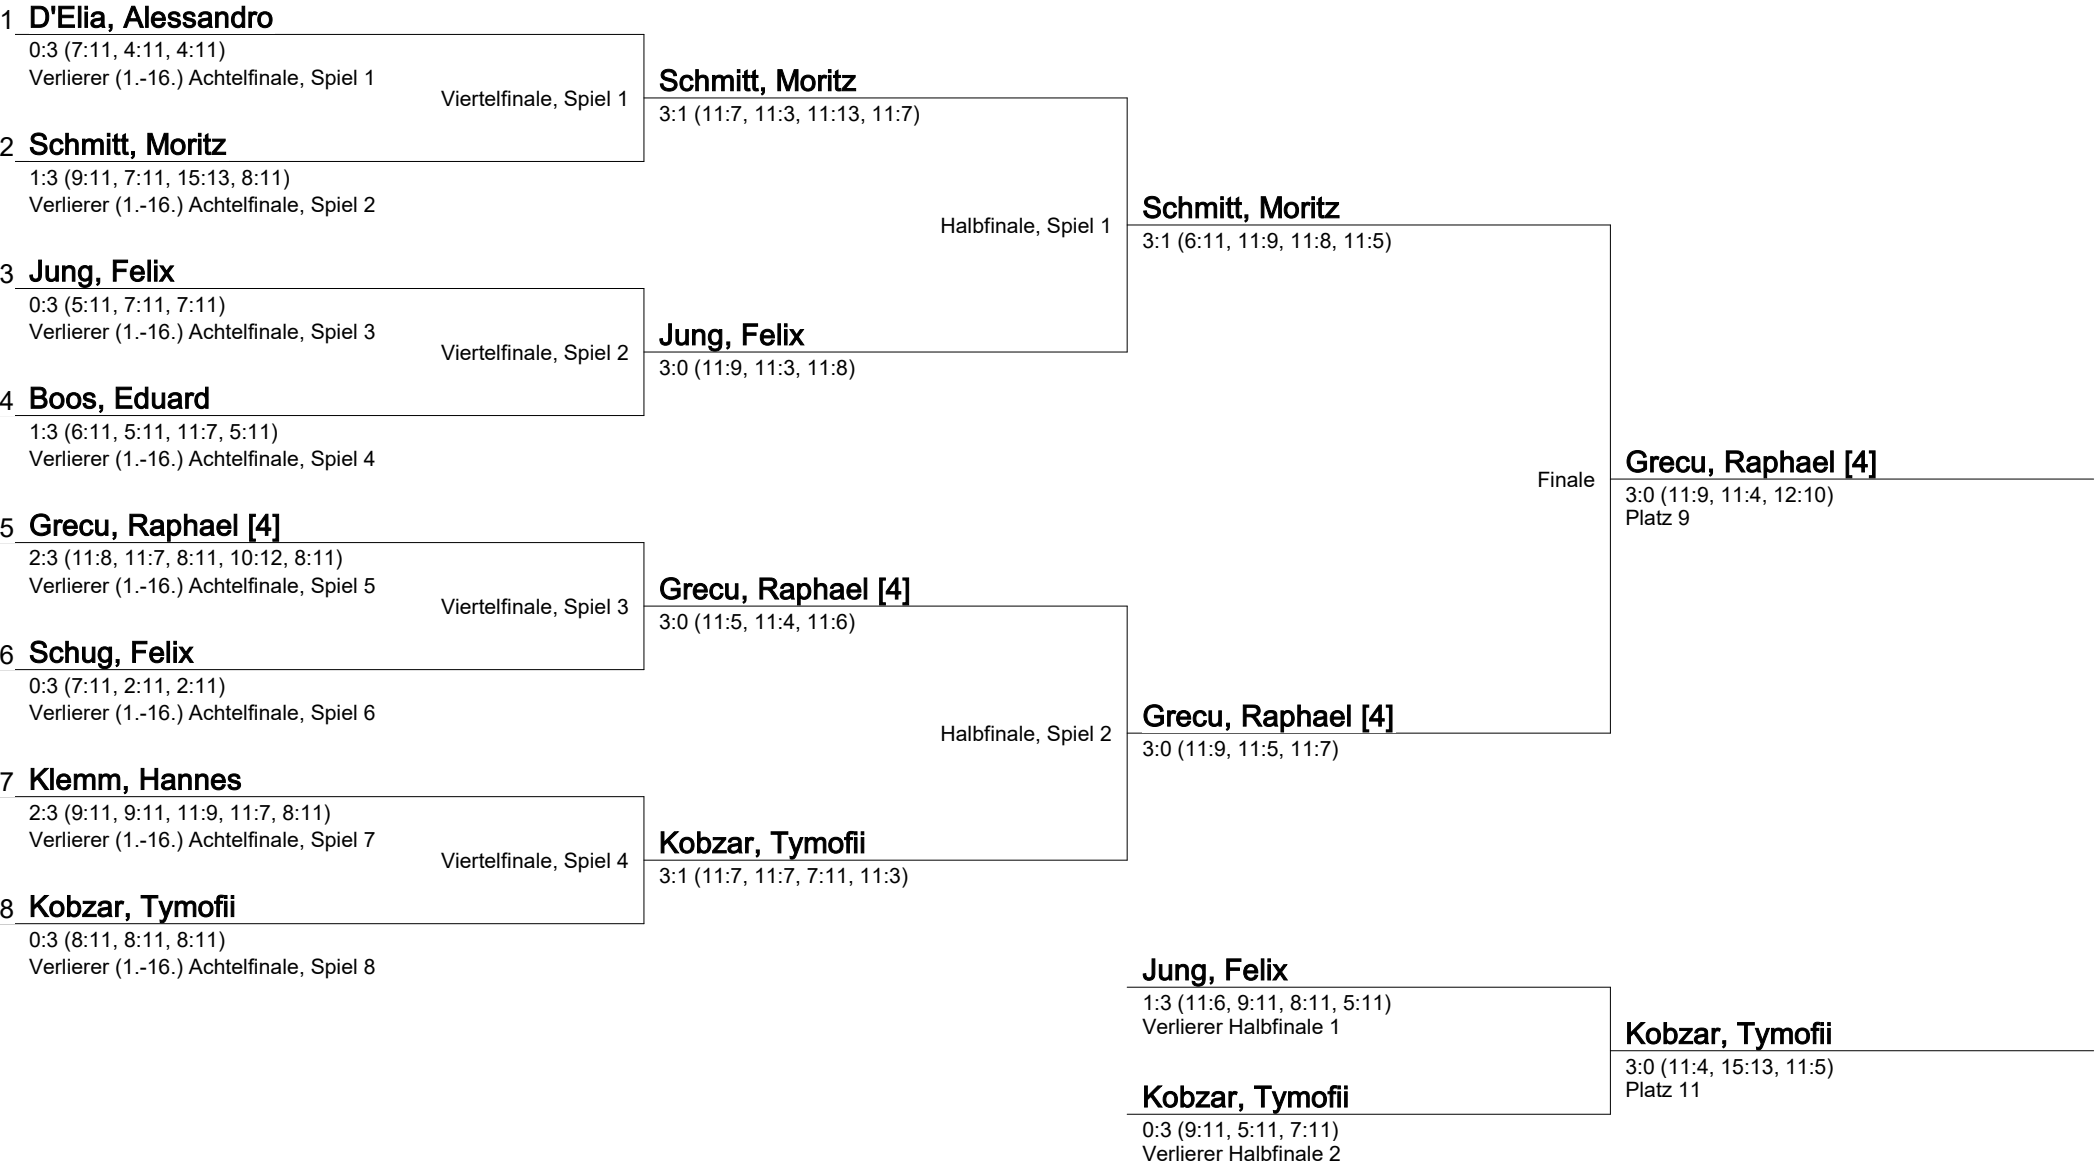 1 D'Elia, Alessandro
0:3 (7:11, 4:11, 4:11)
Verlierer (1.-16.) Achtelfinale, Spiel 1
Viertelfinale, Spiel 1
2 Schmitt, Moritz
1:3 (9:11, 7:11, 15:13, 8:11)
Verlierer (1.-16.) Achtelfinale, Spiel 2
3 Jung, Felix
0:3 (5:11, 7:11, 7:11)
Verlierer (1.-16.) Achtelfinale, Spiel 3
Viertelfinale, Spiel 2
4 Boos, Eduard
1:3 (6:11, 5:11, 11:7, 5:11)
Verlierer (1.-16.) Achtelfinale, Spiel 4
5 Grecu, Raphael [4]
2:3 (11:8, 11:7, 8:11, 10:12, 8:11)
Verlierer (1.-16.) Achtelfinale, Spiel 5
Viertelfinale, Spiel 3
6 Schug, Felix
0:3 (7:11, 2:11, 2:11)
Verlierer (1.-16.) Achtelfinale, Spiel 6
7 Klemm, Hannes
2:3 (9:11, 9:11, 11:9, 11:7, 8:11)
Verlierer (1.-16.) Achtelfinale, Spiel 7
Viertelfinale, Spiel 4
8 Kobzar, Tymofii
0:3 (8:11, 8:11, 8:11)
Verlierer (1.-16.) Achtelfinale, Spiel 8
Schmitt, Moritz
3:1 (11:7, 11:3, 11:13, 11:7)
Halbfinale, Spiel 1
Jung, Felix
3:0 (11:9, 11:3, 11:8)
Grecu, Raphael [4]
3:0 (11:5, 11:4, 11:6)
Halbfinale, Spiel 2
Kobzar, Tymofii
3:1 (11:7, 11:7, 7:11, 11:3)
Schmitt, Moritz
3:1 (6:11, 11:9, 11:8, 11:5)
Finale
Grecu, Raphael [4]
3:0 (11:9, 11:5, 11:7)
Grecu, Raphael [4]
3:0 (11:9, 11:4, 12:10)
Platz 9
Jung, Felix
1:3 (11:6, 9:11, 8:11, 5:11)
Verlierer Halbfinale 1
Kobzar, Tymofii
0:3 (9:11, 5:11, 7:11)
Verlierer Halbfinale 2
Kobzar, Tymofii
3:0 (11:4, 15:13, 11:5)
Platz 11